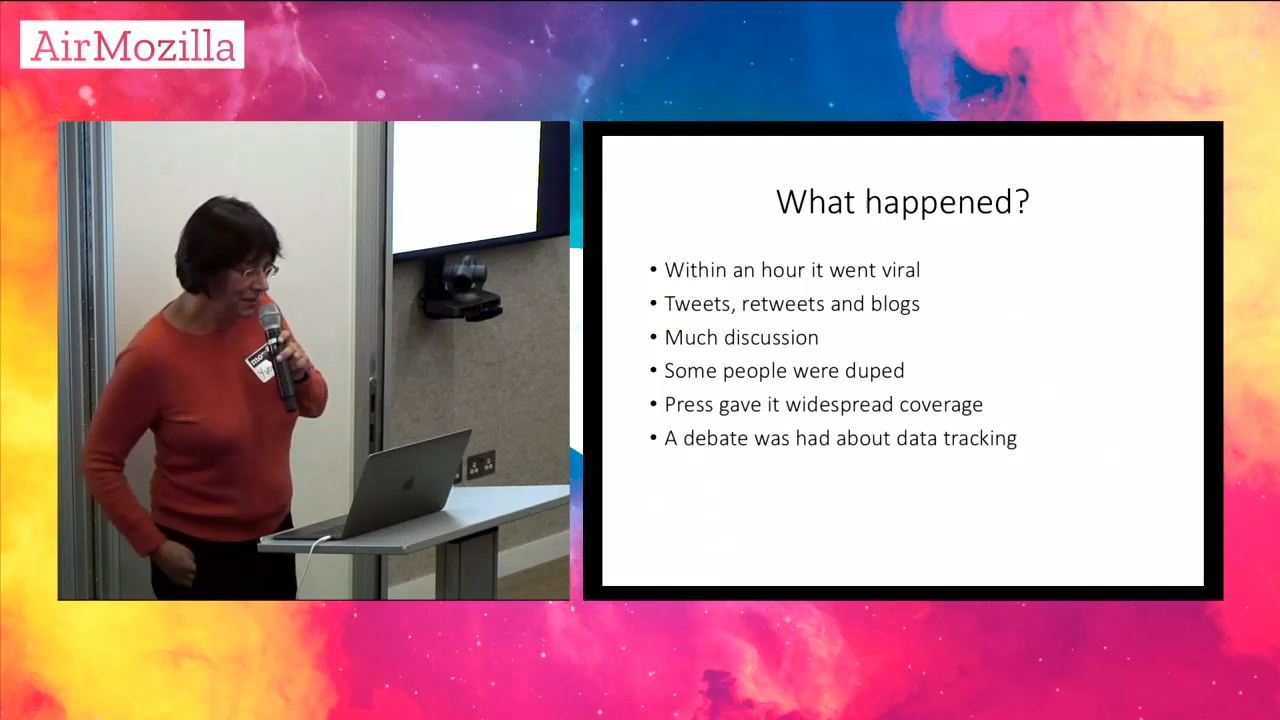 AirMozilla
What happened?
• Within an hour it went viral
• Tweets, retweets and blogs
• Much discussion
• Some people were duped
• Press gave it widespread coverage
• A debate was had about data tracking